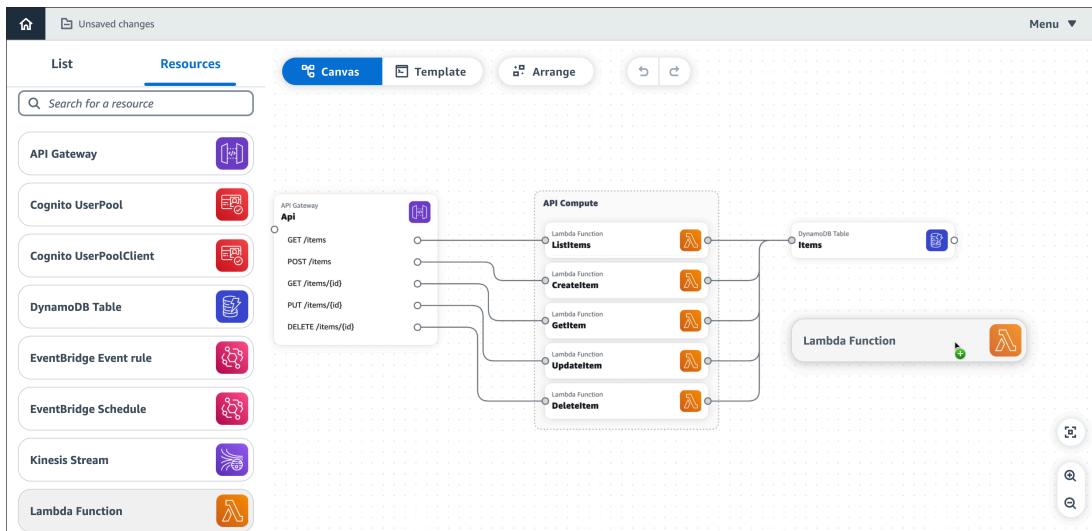 Unsaved changes
Menu ▼
List
Resources
Search for a resource
API Gateway
Cognito UserPool
Cognito UserPoolClient
DynamoDB Table
EventBridge Event rule
EventBridge Schedule
Kinesis Stream
Lambda Function
Canvas
Template
Arrange
API Gateway
Api
GET /items
POST /items
GET /items/{id}
PUT /items/{id}
DELETE /items/{id}
API Compute
Lambda Function
ListItems
Lambda Function
CreateItem
Lambda Function
GetItem
Lambda Function
UpdateItem
Lambda Function
DeleteItem
DynamoDB Table
Items
Lambda Function